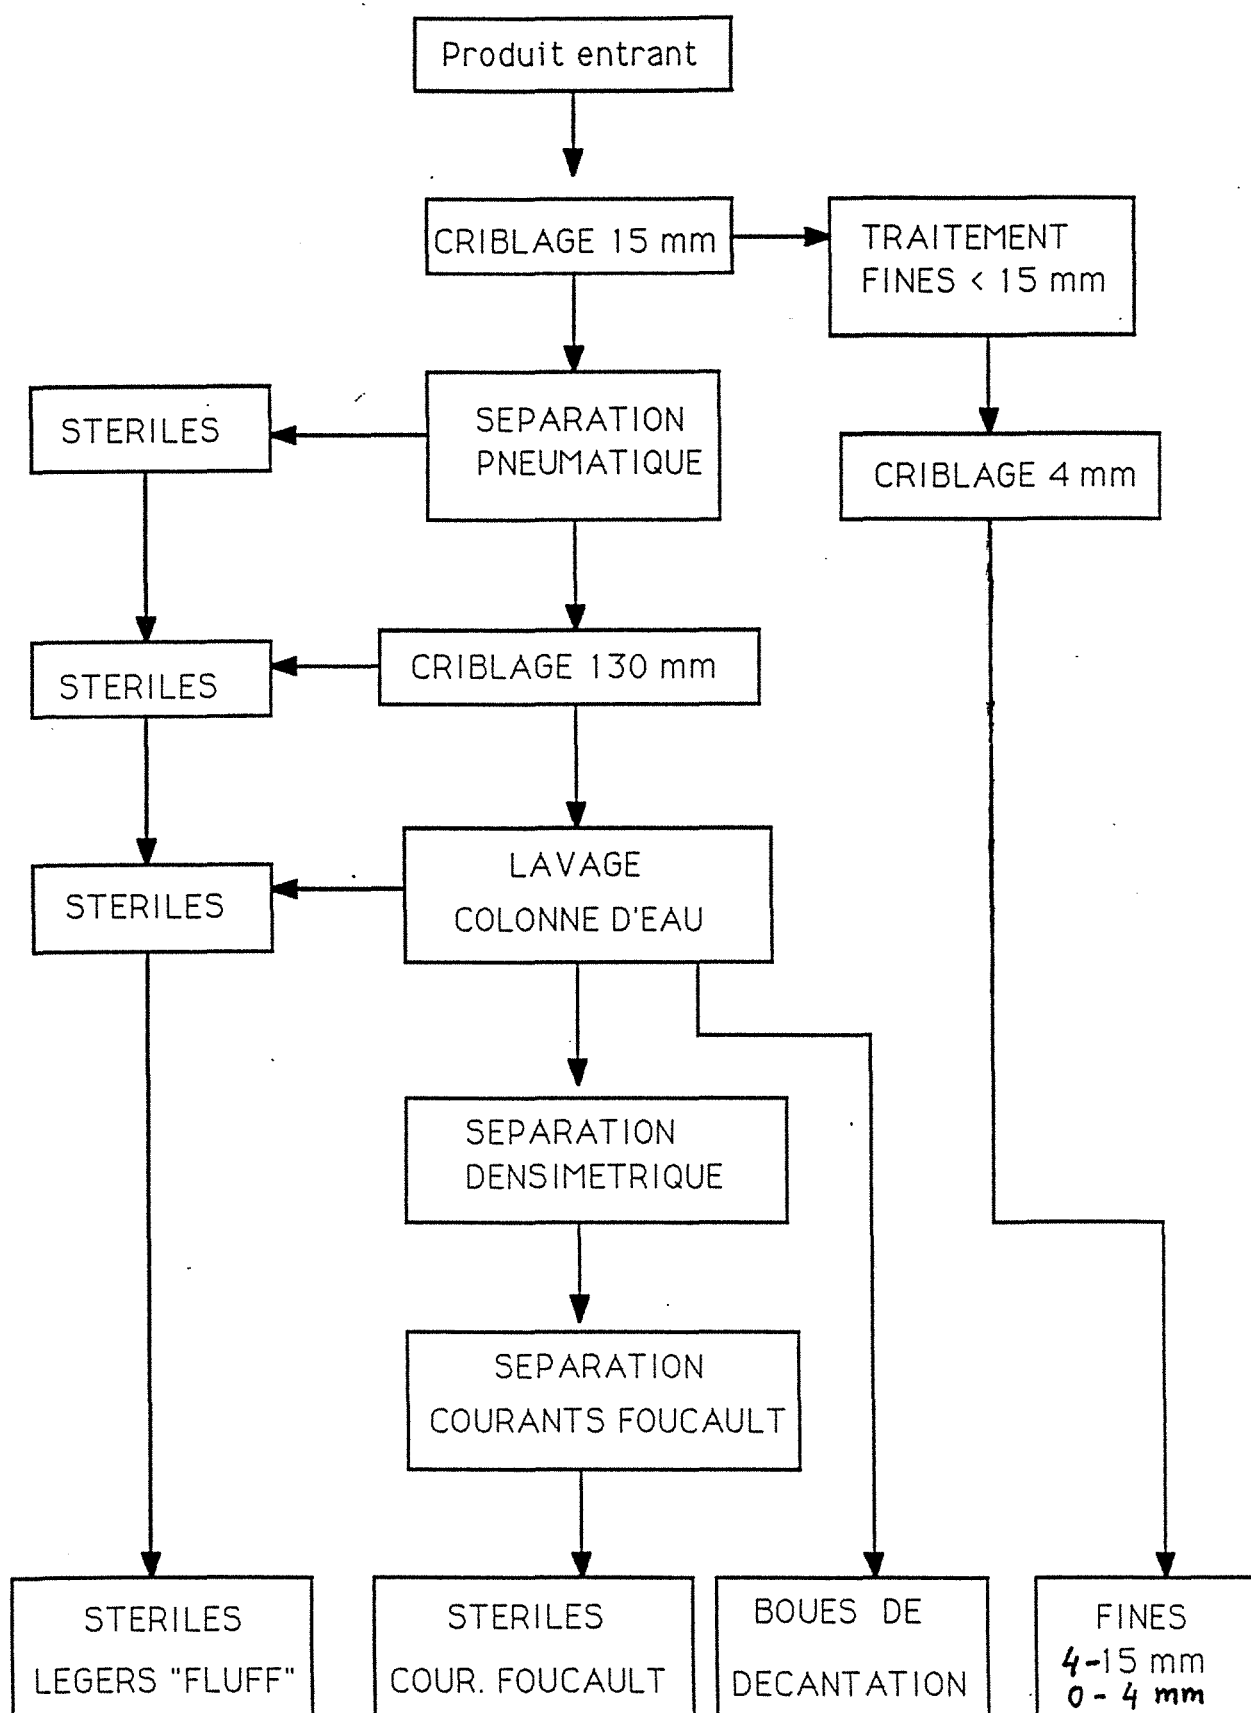 Produit entrant
CRIBLAGE 15 mm
TRAITEMENT
FINES < 15 mm
STERILES
SEPARATION
PNEUMATIQUE
CRIBLAGE 4 mm
STERILES
CRIBLAGE 130 mm
STERILES
LAVAGE
COLONNE D'EAU
SEPARATION
DENSIMETRIQUE
SEPARATION
COURANTS FOUCAULT
STERILES
LEGERS "FLUFF"
STERILES
COUR. FOUCAULT
BOUES DE
DECANTATION
FINES
4-15 mm
0 - 4 mm